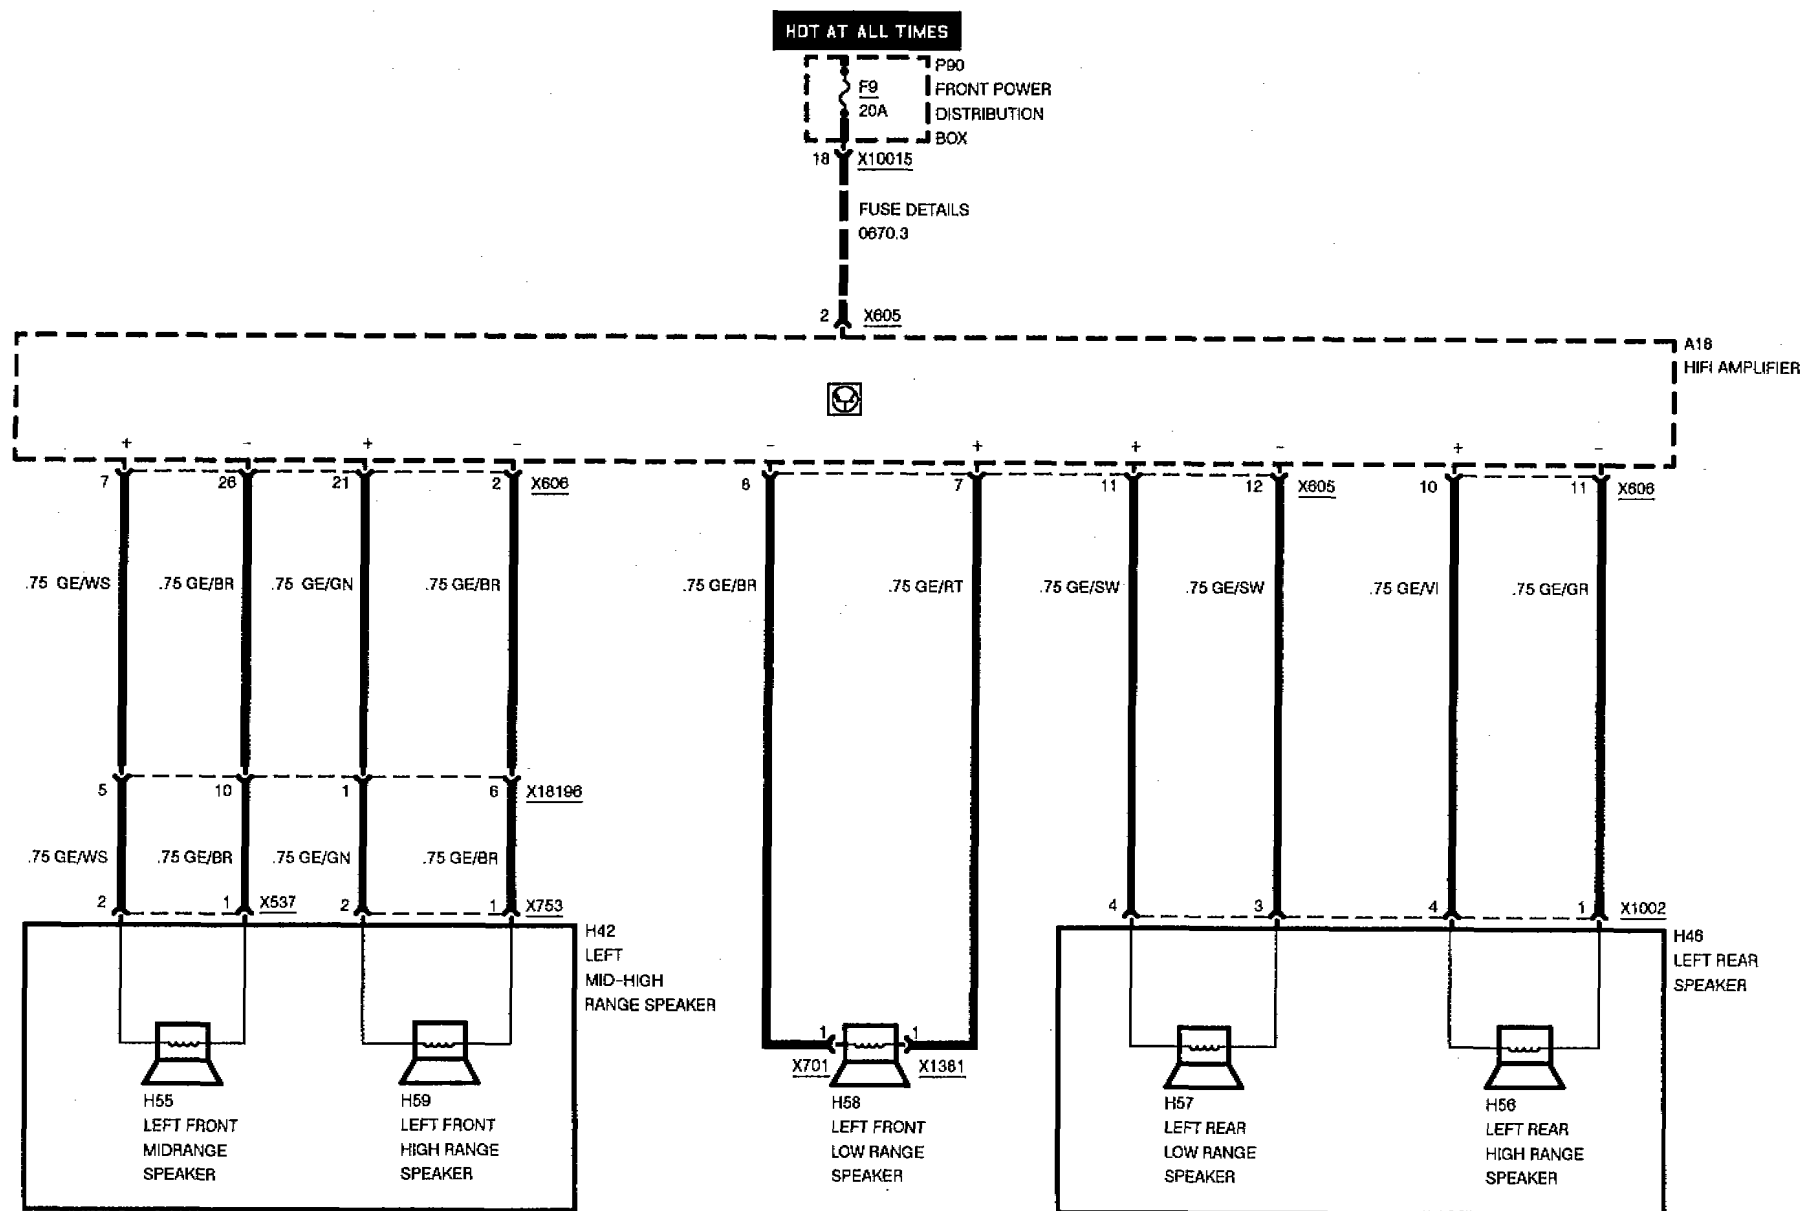 HOT AT ALL TIMES
P90
FRONT POWER
DISTRIBUTION
BOX
F9
20A
18 X10015
FUSE DETAILS
0670.3
2 X605
A18
HIFI AMPLIFIER
+ - + - - + + - + -
7 26 21 2 X606 8 7 11 12 X605 10 11 X606
.75 GE/WS .75 GE/BR .75 GE/GN .75 GE/BR .75 GE/BR .75 GE/RT .75 GE/SW .75 GE/SW .75 GE/VI .75 GE/GR
5 10 1 6 X18196
.75 GE/WS .75 GE/BR .75 GE/GN .75 GE/BR
2 1 X537 2 1 X753 4 3 4 1 X1002
H42
LEFT
MID-HIGH
RANGE SPEAKER
H46
LEFT REAR
SPEAKER
1 1
X701 X1381
H55
LEFT FRONT
MIDRANGE
SPEAKER
H59
LEFT FRONT
HIGH RANGE
SPEAKER
H58
LEFT FRONT
LOW RANGE
SPEAKER
H57
LEFT REAR
LOW RANGE
SPEAKER
H56
LEFT REAR
HIGH RANGE
SPEAKER